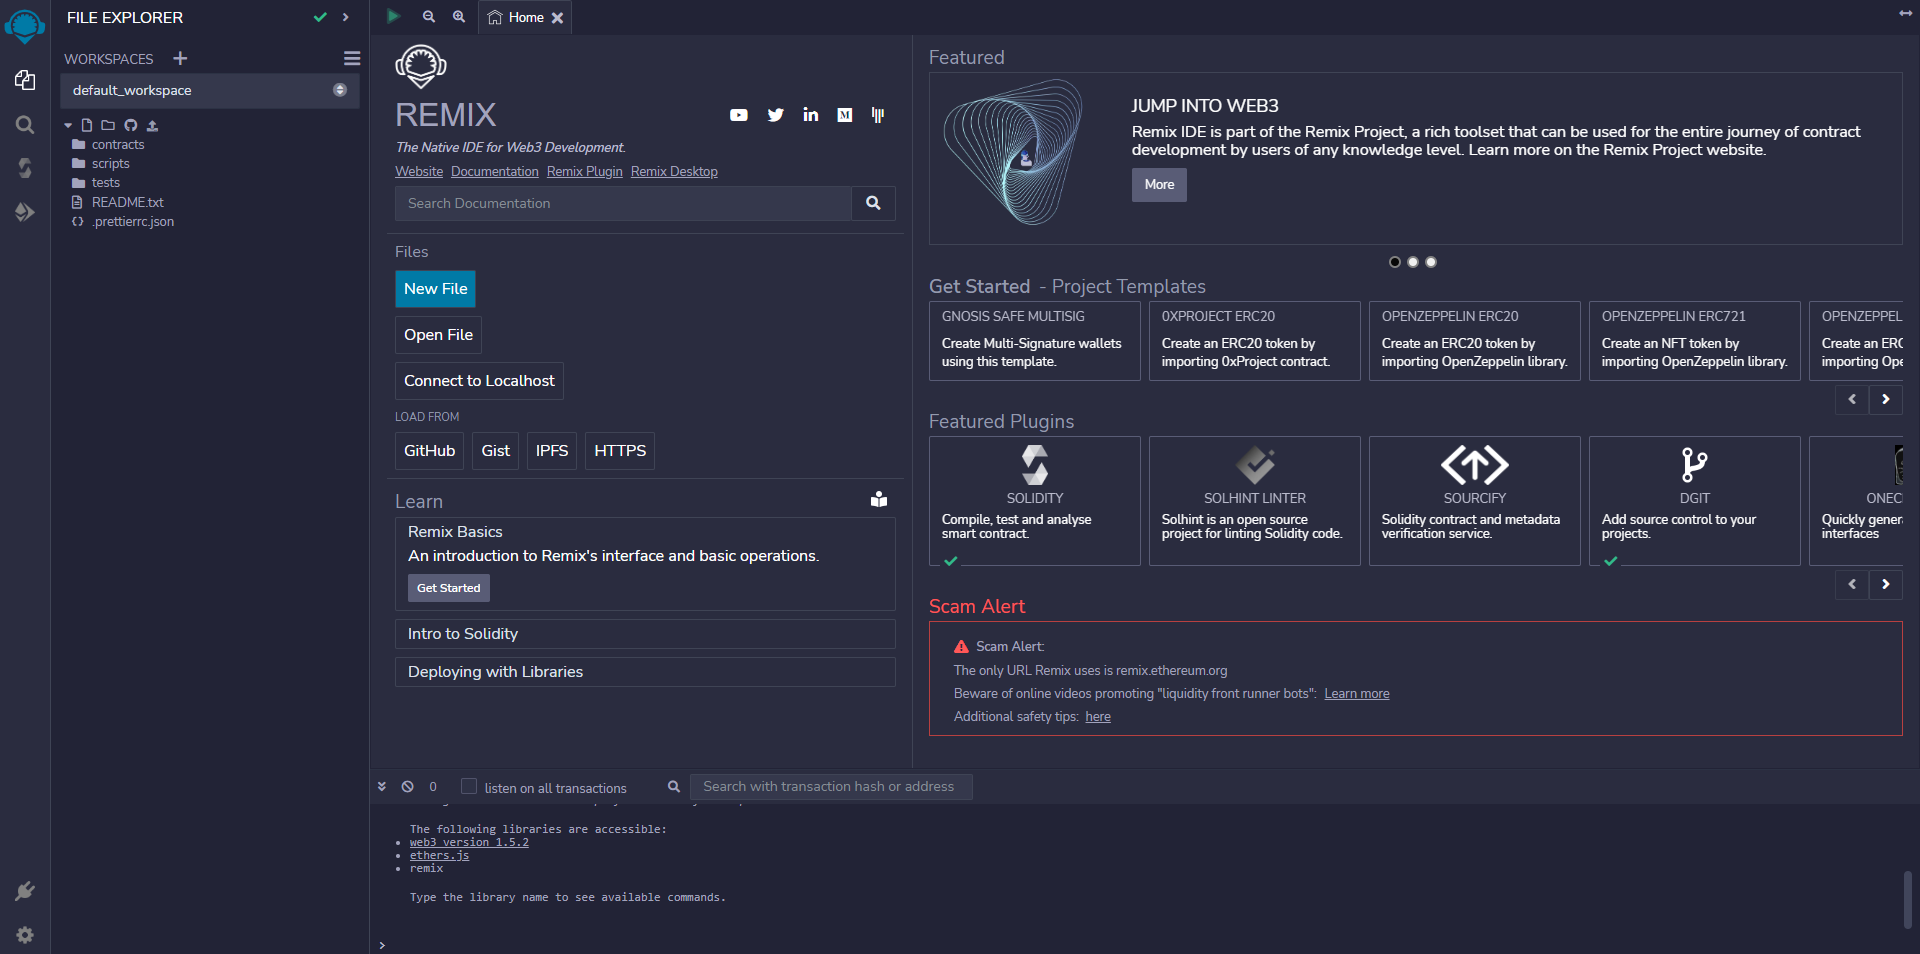 FILE EXPLORER
WORKSPACES
default_workspace
contracts
scripts
tests
README.txt
.prettierrc.json
Home
REMIX
The Native IDE for Web3 Development.
Website Documentation Remix Plugin Remix Desktop
Search Documentation
Files
New File
Open File
Connect to Localhost
LOAD FROM
GitHub Gist IPFS HTTPS
Learn
Remix Basics
An introduction to Remix's interface and basic operations.
Get Started
Intro to Solidity
Deploying with Libraries
Featured
JUMP INTO WEB3
Remix IDE is part of the Remix Project, a rich toolset that can be used for the entire journey of contract
development by users of any knowledge level. Learn more on the Remix Project website.
More
Get Started - Project Templates
GNOSIS SAFE MULTISIG
Create Multi-Signature wallets
using this template.
0XPROJECT ERC20
Create an ERC20 token by
importing 0xProject contract.
OPENZEPPELIN ERC20
Create an ERC20 token by
importing OpenZeppelin library.
OPENZEPPELIN ERC721
Create an NFT token by
importing OpenZeppelin library.
OPENZEPPEL
Create an ERC
importing Ope
Featured Plugins
SOLIDITY
Compile, test and analyse
smart contract.
SOLHINT LINTER
Solhint is an open source
project for linting Solidity code.
SOURCIFY
Solidity contract and metadata
verification service.
DGIT
Add source control to your
projects.
ONEC
Quickly gener
interfaces
Scam Alert
Scam Alert:
The only URL Remix uses is remix.ethereum.org
Beware of online videos promoting "liquidity front runner bots": Learn more
Additional safety tips: here
0 listen on all transactions Search with transaction hash or address
The following libraries are accessible:
• web3 version 1.5.2
• ethers.js
• remix
Type the library name to see available commands.
>